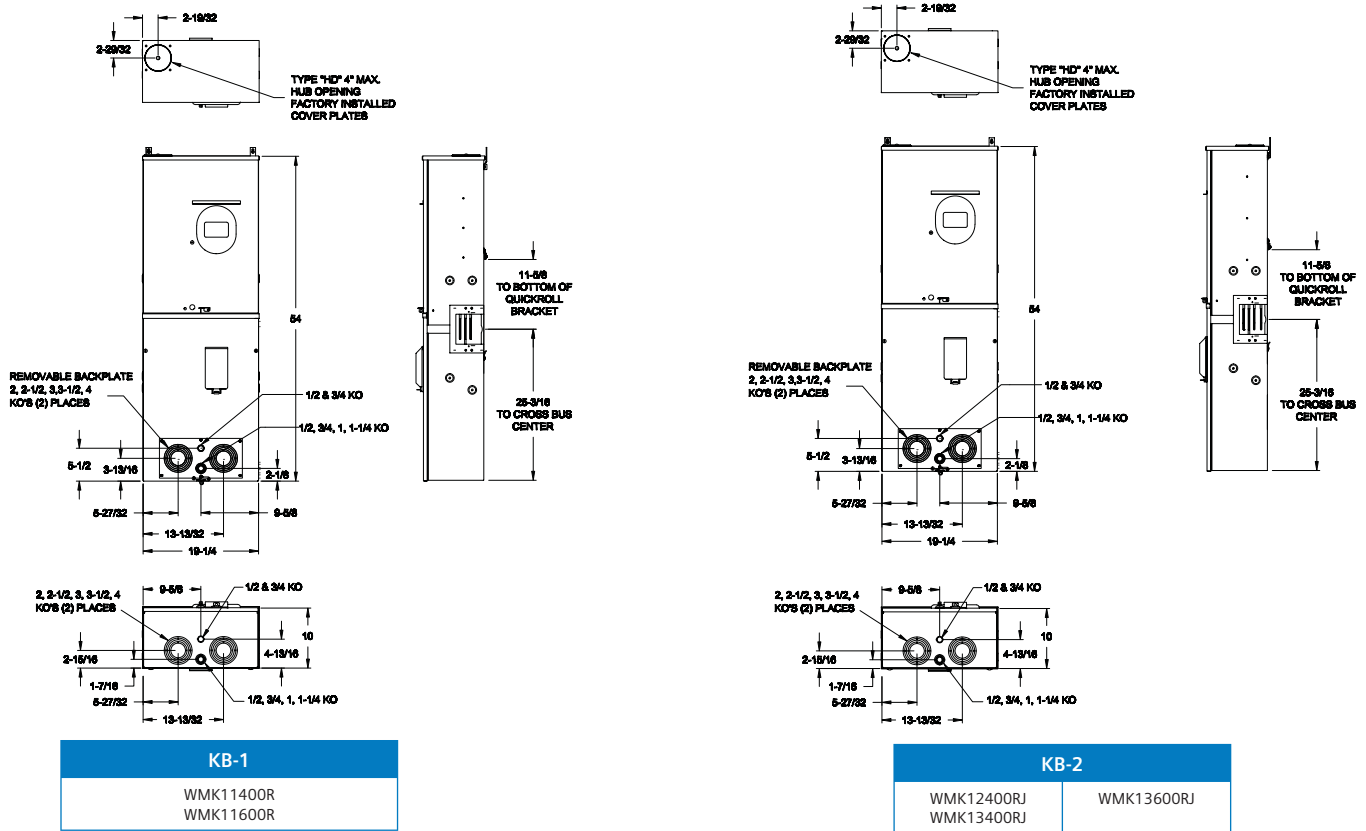 2-19/32
2-29/32
TYPE "HD" 4" MAX.
HUB OPENING
FACTORY INSTALLED
COVER PLATES
11-5/8
TO BOTTOM OF
QUICKROLL
BRACKET
54
REMOVABLE BACKPLATE
2, 2-1/2, 3,3-1/2, 4
KO'S (2) PLACES
1/2 & 3/4 KO
1/2, 3/4, 1, 1-1/4 KO
25-3/16
TO CROSS BUS
CENTER
5-1/2
3-13/16
2-1/8
5-27/32
9-5/8
13-13/32
19-1/4
9-5/8
1/2 & 3/4 KO
2, 2-1/2, 3, 3-1/2, 4
KO'S (2) PLACES
10
2-15/16
4-13/16
1-7/16
5-27/32
1/2, 3/4, 1, 1-1/4 KO
13-13/32
KB-1
WMK11400R
WMK11600R
2-19/32
2-29/32
TYPE "HD" 4" MAX.
HUB OPENING
FACTORY INSTALLED
COVER PLATES
11-5/8
TO BOTTOM OF
QUICKROLL
BRACKET
54
REMOVABLE BACKPLATE
2, 2-1/2, 3,3-1/2, 4
KO'S (2) PLACES
1/2 & 3/4 KO
1/2, 3/4, 1, 1-1/4 KO
25-3/16
TO CROSS BUS
CENTER
5-1/2
3-13/16
2-1/8
5-27/32
9-5/8
13-13/32
19-1/4
9-5/8
1/2 & 3/4 KO
2, 2-1/2, 3, 3-1/2, 4
KO'S (2) PLACES
10
2-15/16
4-13/16
1-7/16
5-27/32
1/2, 3/4, 1, 1-1/4 KO
13-13/32
KB-2
WMK12400RJ
WMK13400RJ
WMK13600RJ